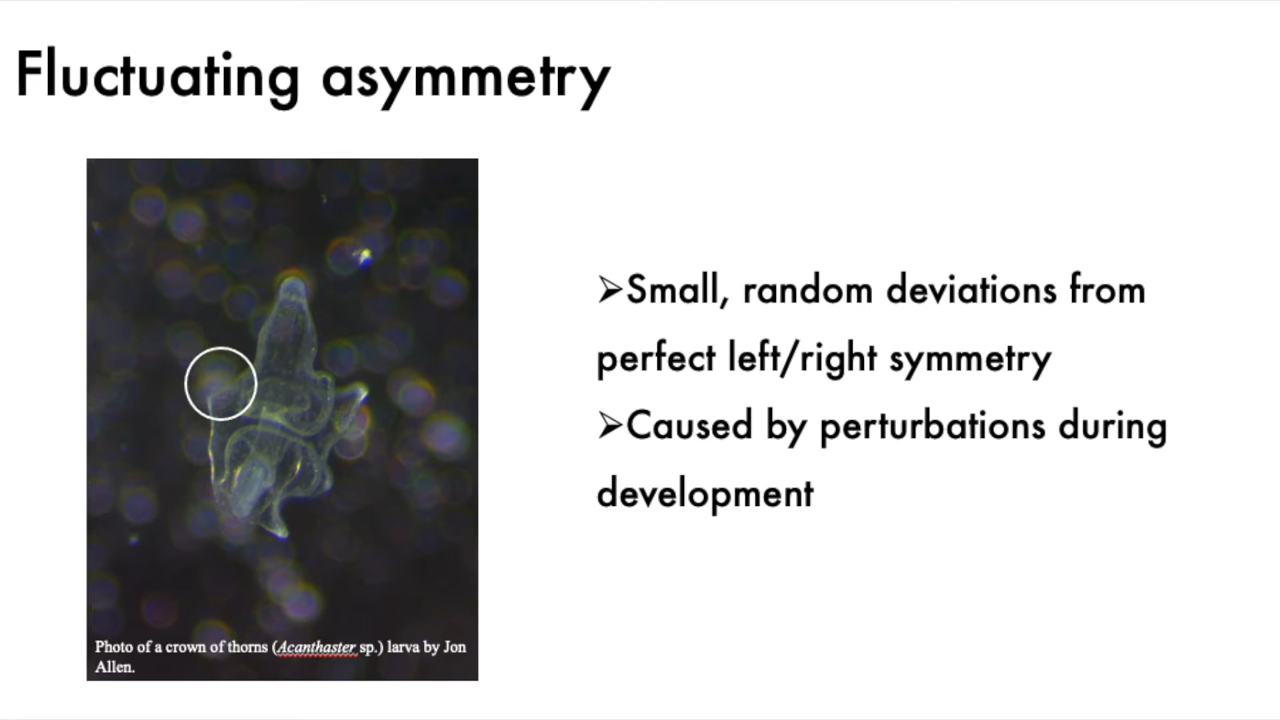 Fluctuating asymmetry
➢Small, random deviations from
perfect left/right symmetry
➢Caused by perturbations during
development
Photo of a crown of thorns (Acanthaster sp.) larva by Jon
Allen.